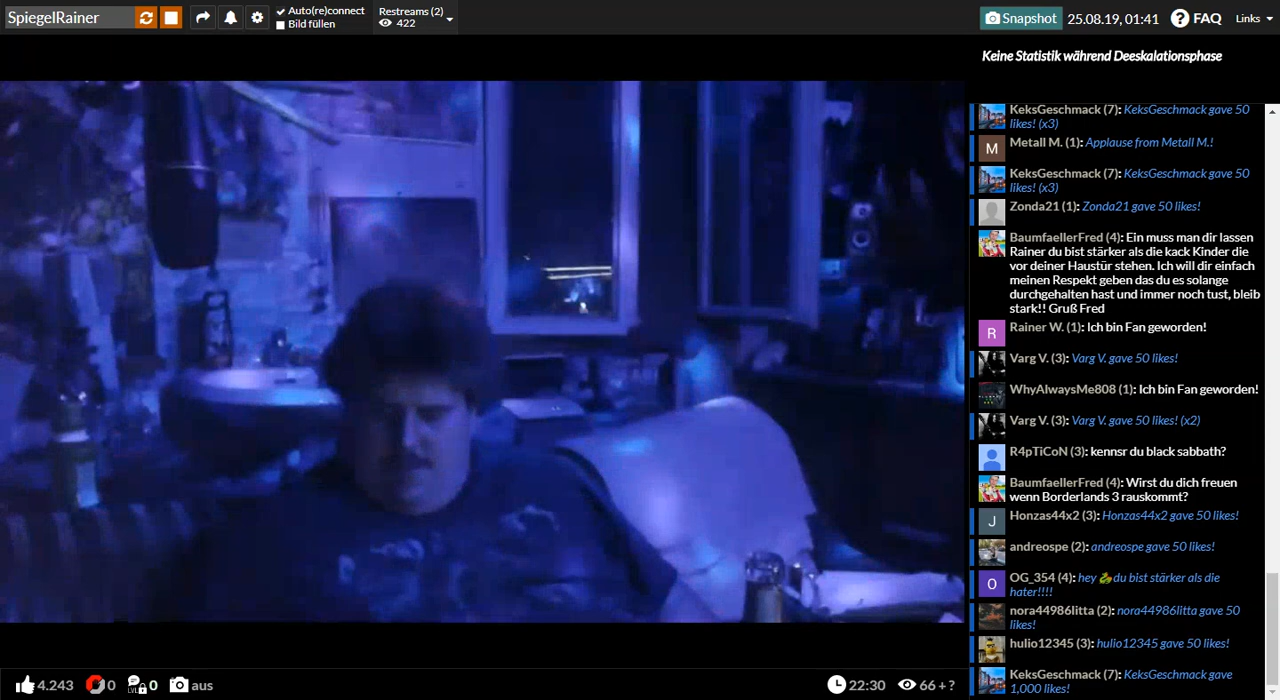 SpiegelRainer
Auto(re)connect
Bild füllen
Restreams (2)
422
Snapshot
25.08.19, 01:41
? FAQ
Links
Keine Statistik während Deeskalationsphase
KeksGeschmack (7): KeksGeschmack gave 50
likes! (x3)
M
Metall M. (1): Applause from Metall M.!
KeksGeschmack (7): KeksGeschmack gave 50
likes! (x3)
Zonda21 (1): Zonda21 gave 50 likes!
BaumfaellerFred (4): Ein muss man dir lassen
Rainer du bist stärker als die kack Kinder die
vor deiner Haustür stehen. Ich will dir einfach
meinen Respekt geben das du es solange
durchgehalten hast und immer noch tust, bleib
stark!! Gruß Fred
R
Rainer W. (1): Ich bin Fan geworden!
Varg V. (3): Varg V. gave 50 likes!
WhyAlwaysMe808 (1): Ich bin Fan geworden!
Varg V. (3): Varg V. gave 50 likes! (x2)
R4pTiCoN (3): kennsr du black sabbath?
BaumfaellerFred (4): Wirst du dich freuen
wenn Borderlands 3 rauskommt?
J
Honzas44x2 (3): Honzas44x2 gave 50 likes!
andreospe (2): andreospe gave 50 likes!
O
OG_354 (4): hey 🐉du bist stärker als die
hater!!!!
nora44986litta (2): nora44986litta gave 50
likes!
hulio12345 (3): hulio12345 gave 50 likes!
KeksGeschmack (7): KeksGeschmack gave
1,000 likes!
4.243
0
LVL
0
aus
22:30
66 + ?